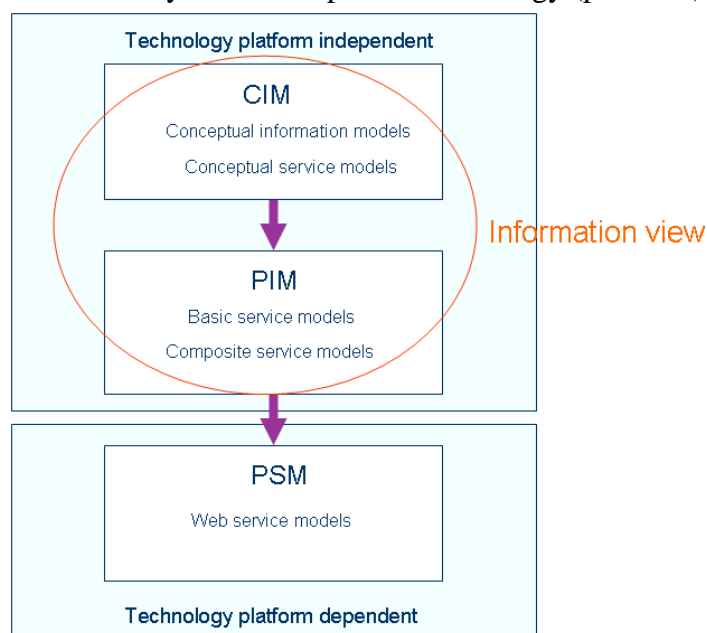 Technology platform independent
CIM
Conceptual information models
Conceptual service models
Information view
PIM
Basic service models
Composite service models
PSM
Web service models
Technology platform dependent